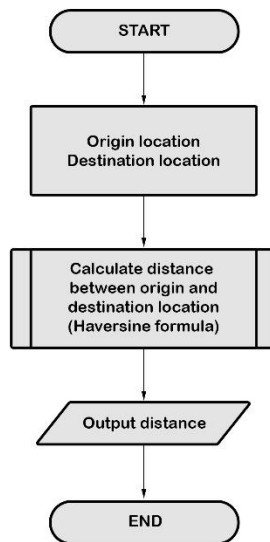 START
Origin location
Destination location
Calculate distance
between origin and
destination location
(Haversine formula)
Output distance
END